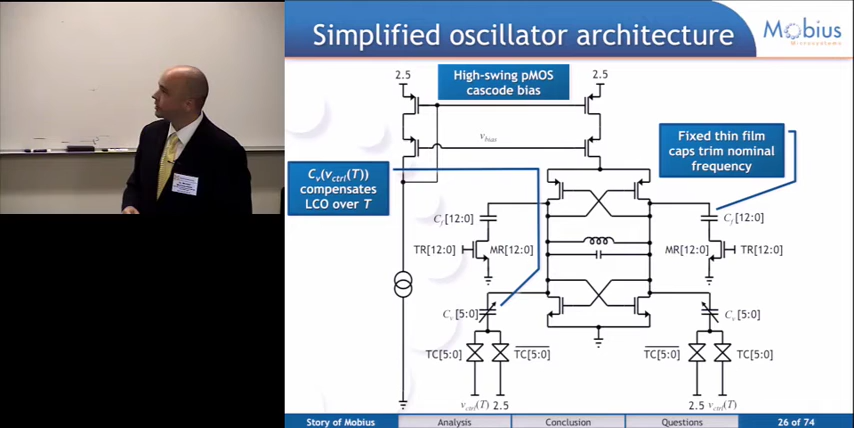 Simplified oscillator architecture
Mobius
Microsystems
2.5
High-swing pMOS
cascode bias
2.5
v_bias
Fixed thin film
caps trim nominal
frequency
C_v(v_ctrl(T))
compensates
LCO over T
C_f [12:0]
C_f [12:0]
TR[12:0]
MR[12:0]
MR[12:0]
TR[12:0]
C_v [5:0]
C_v [5:0]
TC[5:0]
TC[5:0]
TC[5:0]
TC[5:0]
v_ctrl(T) 2.5
2.5 v_ctrl(T)
Story of Mobius
Analysis
Conclusion
Questions
26 of 74